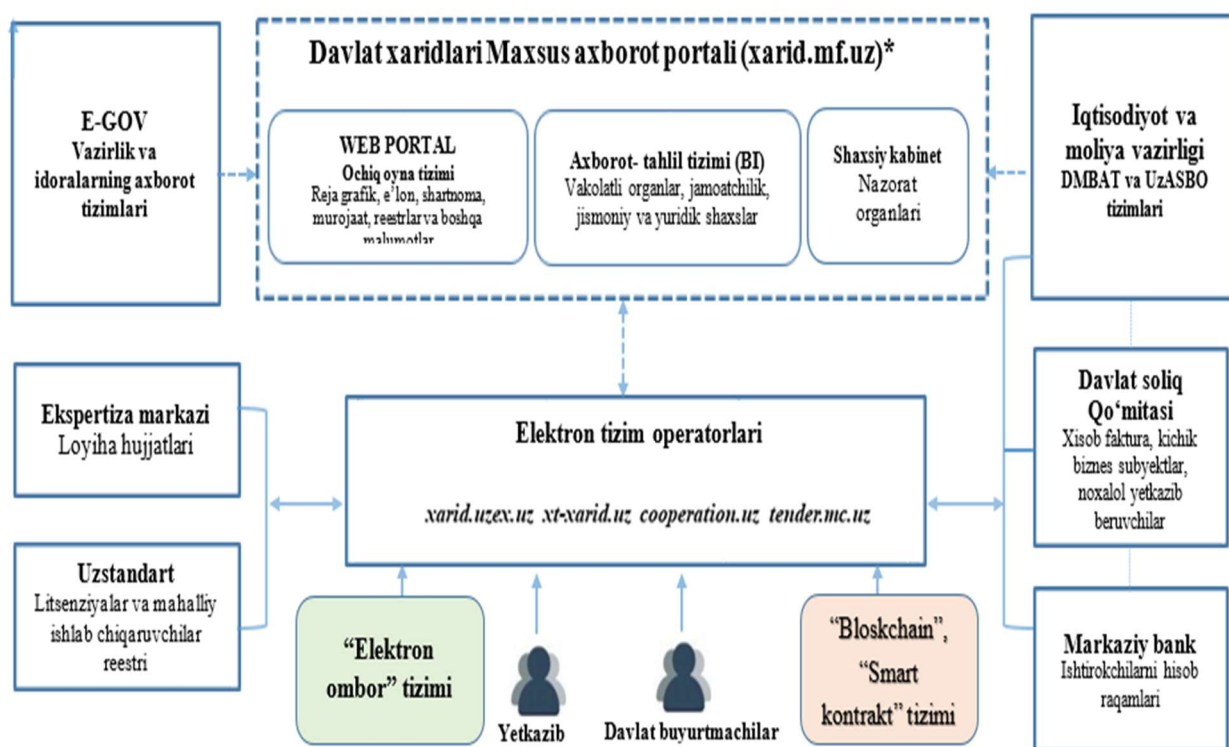 Davlat xaridlari Maxsus axborot portali (xarid.mf.uz)*
E-GOV
Vazirlik va
idoralarning axborot
tizimlari
WEB PORTAL
Ochiq oyna tizimi
Reja grafik, e’lon, shartnoma,
murojaat, reestrlar va boshqa
malumotlar
Axborot- tahlil tizimi (BI)
Vakolatli organlar, jamoatchilik,
jismoniy va yuridik shaxslar
Shaxsiy kabinet
Nazorat
organlari
Iqtisodiyot va
moliya vazirligi
DMBAT va UzASBO
tizimlari
Ekspertiza markazi
Loyiha hujjatlari
Elektron tizim operatorlari
xarid.uzex.uz xt-xarid.uz cooperation.uz tender.mc.uz
Davlat soliq
Qo‘mitasi
Xisob faktura, kichik
biznes subyektlar,
noxalol yetkazib
beruvchilar
Uzstandart
Litsenziyalar va mahalliy
ishlab chiqaruvchilar
reestri
“Elektron
ombor” tizimi
Yetkazib
Davlat buyurtmachilar
“Bloskchain”,
“Smart
kontrakt” tizimi
Markaziy bank
Ishtirokchilarni hisob
raqamlari